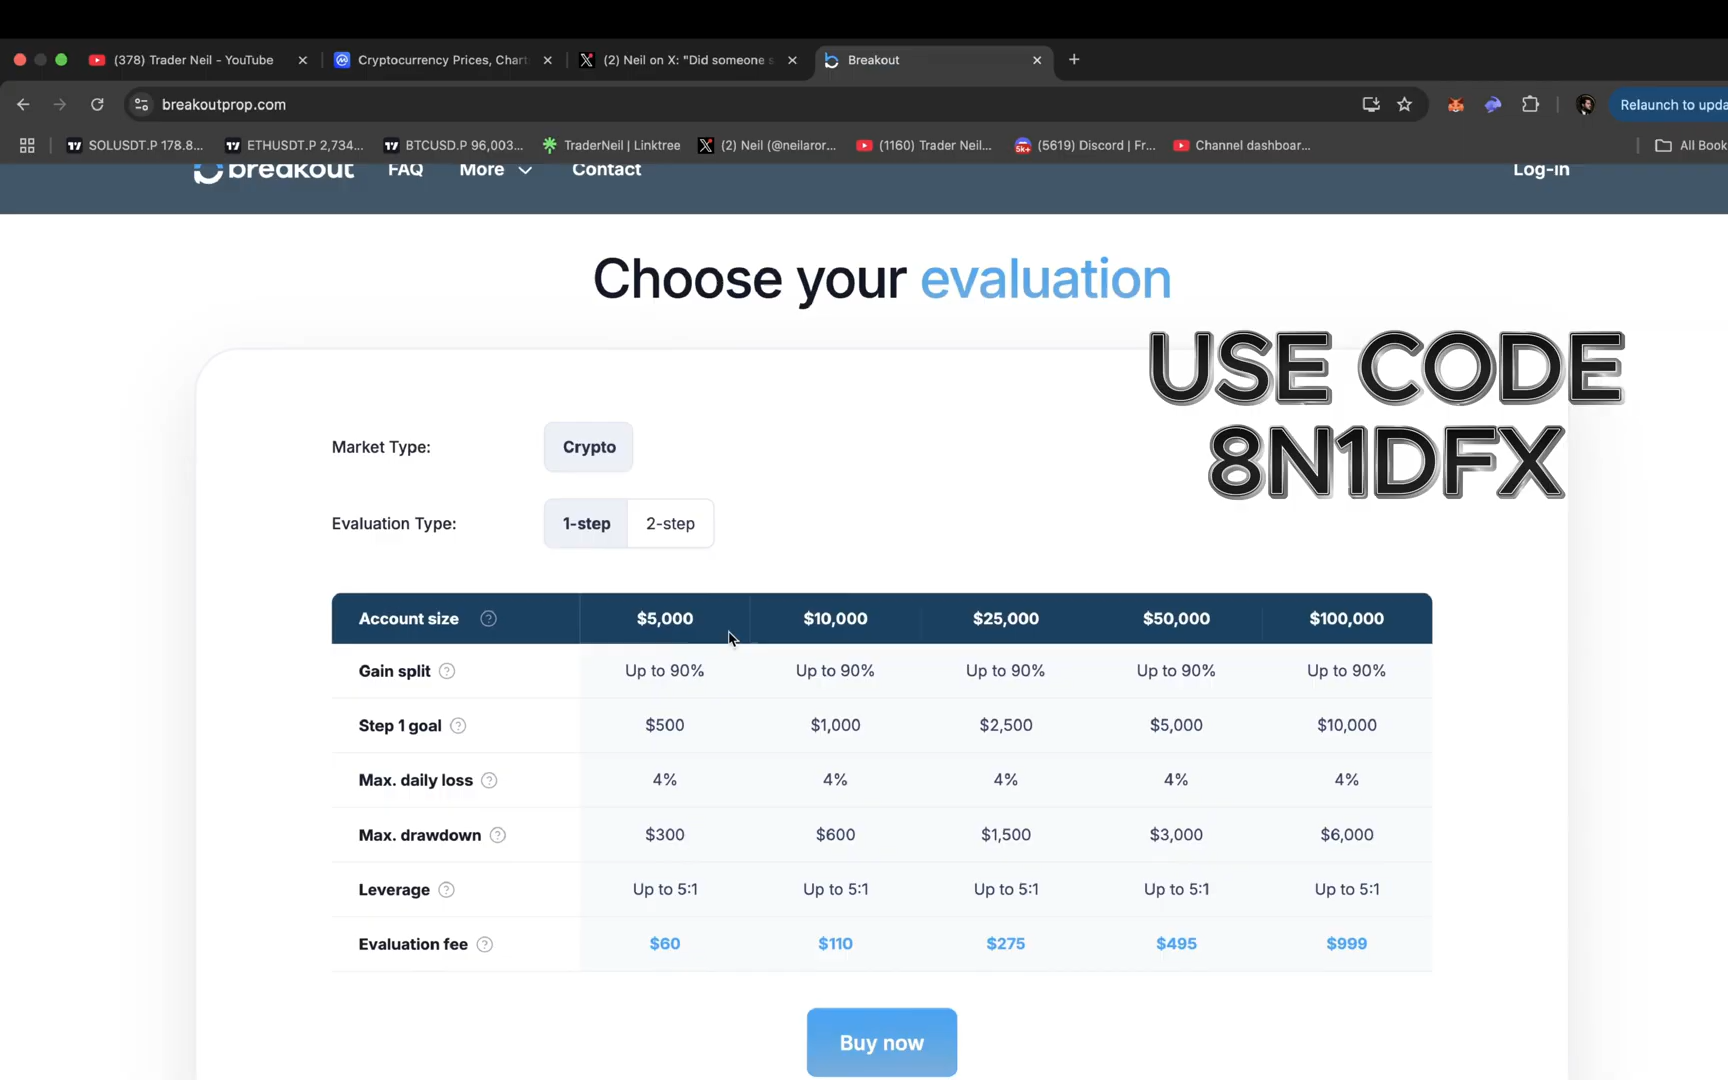 (378) Trader Neil - YouTube
Cryptocurrency Prices, Chart
(2) Neil on X: "Did someone s
Breakout
breakoutprop.com
Relaunch to upda
SOLUSDT.P 178.8...
ETHUSDT.P 2,734...
BTCUSD.P 96,003...
TraderNeil | Linktree
(2) Neil (@neilaror...
(1160) Trader Neil...
5k+
(5619) Discord | Fr...
Channel dashboar...
All Book
breakout
FAQ
More
Contact
Log-in
Choose your evaluation
USE CODE
8N1DFX
Market Type:
Crypto
Evaluation Type:
1-step
2-step
Account size ? $5,000 $10,000 $25,000 $50,000 $100,000
Gain split ? Up to 90% Up to 90% Up to 90% Up to 90% Up to 90%
Step 1 goal ? $500 $1,000 $2,500 $5,000 $10,000
Max. daily loss ? 4% 4% 4% 4% 4%
Max. drawdown ? $300 $600 $1,500 $3,000 $6,000
Leverage ? Up to 5:1 Up to 5:1 Up to 5:1 Up to 5:1 Up to 5:1
Evaluation fee ? $60 $110 $275 $495 $999
Buy now